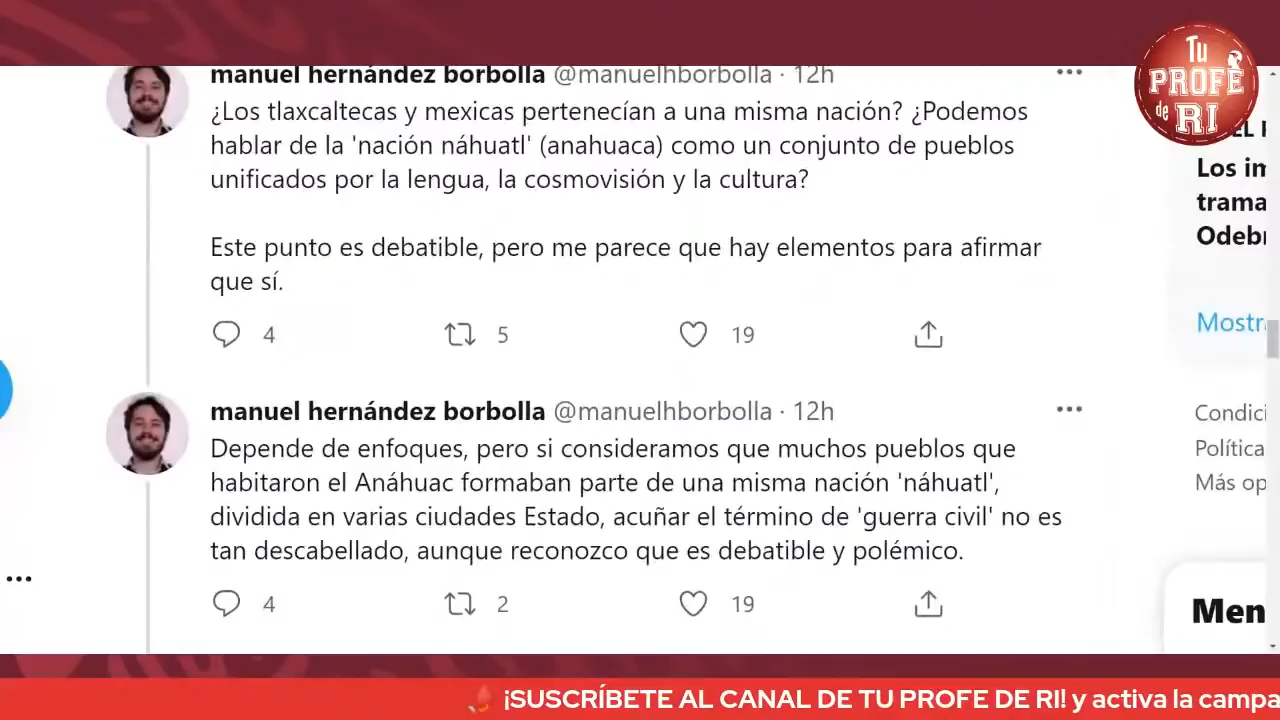 manuel hernández borbolla @manuelhborbolla · 12h
¿Los tlaxcaltecas y mexicas pertenecían a una misma nación? ¿Podemos
hablar de la 'nación náhuatl' (anahuaca) como un conjunto de pueblos
unificados por la lengua, la cosmovisión y la cultura?
Este punto es debatible, pero me parece que hay elementos para afirmar
que sí.
4 5 19
manuel hernández borbolla @manuelhborbolla · 12h
Depende de enfoques, pero si consideramos que muchos pueblos que
habitaron el Anáhuac formaban parte de una misma nación 'náhuatl',
dividida en varias ciudades Estado, acuñar el término de 'guerra civil' no es
tan descabellado, aunque reconozco que es debatible y polémico.
4 2 19
Tu
PROFE
de RI
Los im
trama
Odebr
Mostr
Condici
Política
Más op
Men
¡SUSCRÍBETE AL CANAL DE TU PROFE DE RI! y activa la campa